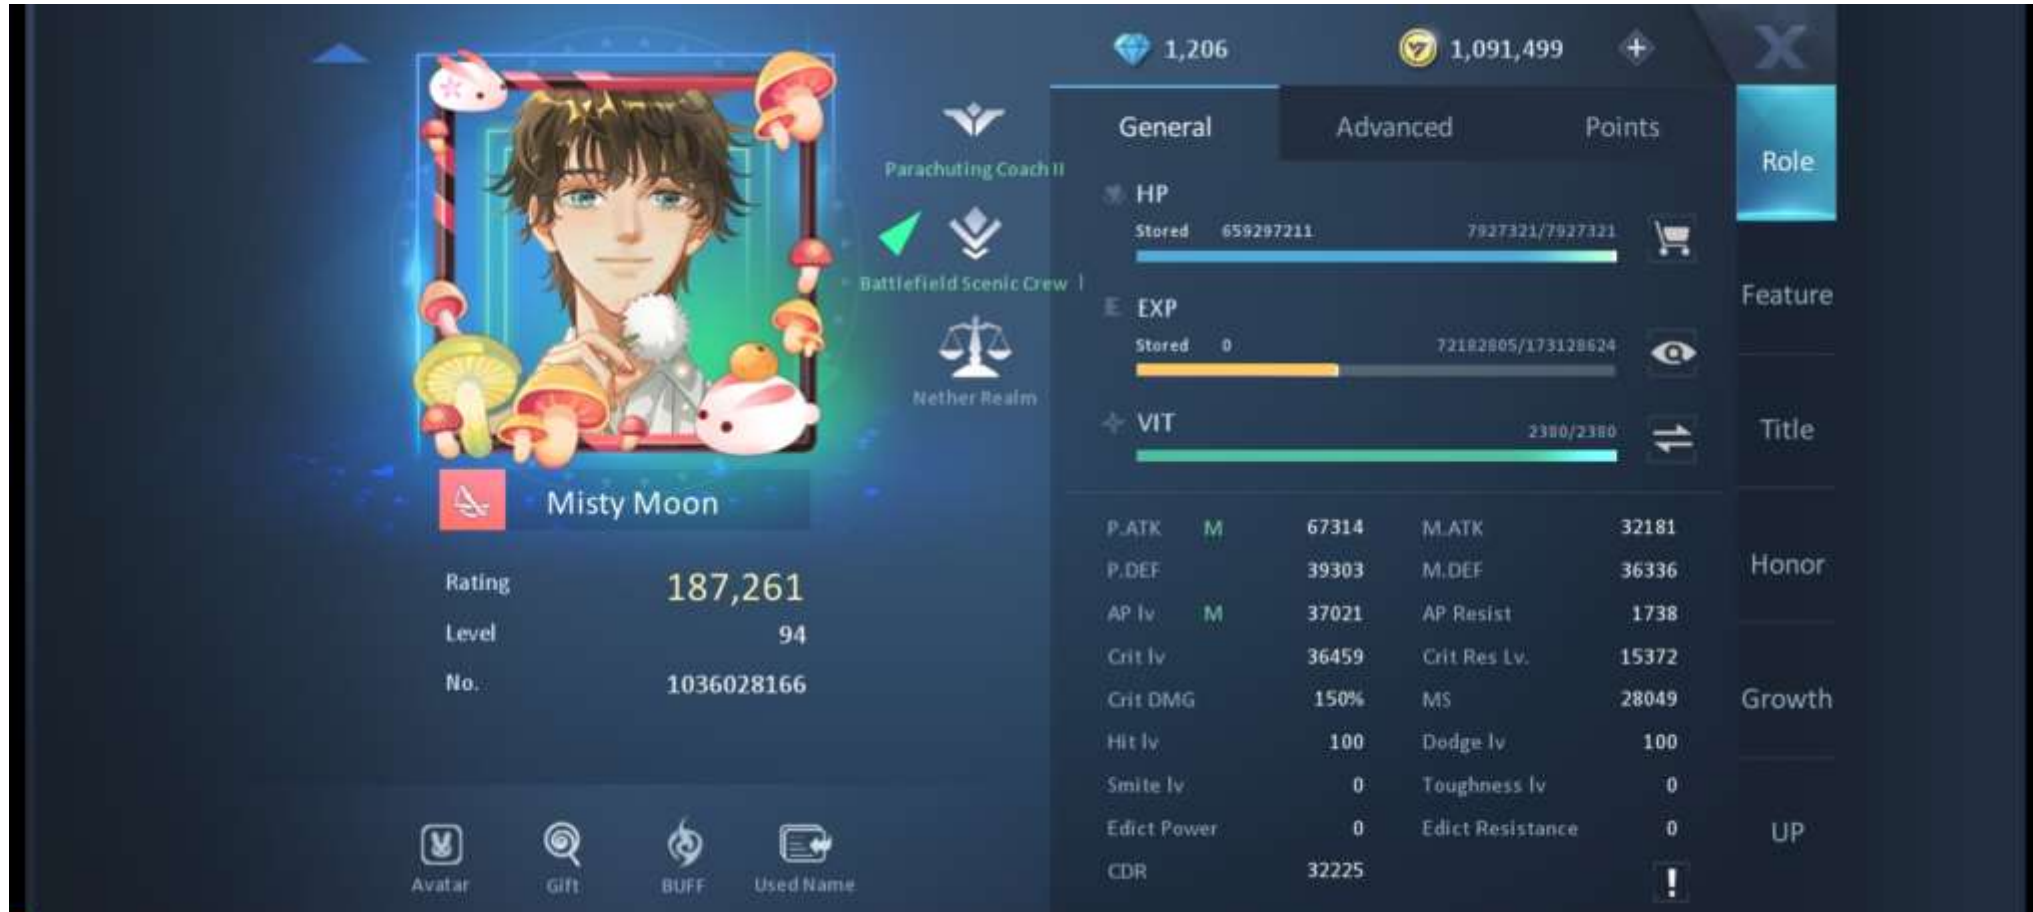 1,206
1,091,499
General
Advanced
Points
Role
Parachuting Coach II
HP
Stored 659297211 7927321/7927321
Battlefield Scenic Crew I
Feature
EXP
Stored 0 72182805/173128624
Nether Realm
VIT
2380/2380
Title
Misty Moon
P.ATK M 67314 M.ATK 32181
P.DEF 39303 M.DEF 36336
Honor
Rating 187,261
AP lv M 37021 AP Resist 1738
Level 94
Crit lv 36459 Crit Res Lv. 15372
No. 1036028166
Crit DMG 150% MS 28049
Growth
Hit lv 100 Dodge lv 100
Smite lv 0 Toughness lv 0
Edict Power 0 Edict Resistance 0
UP
CDR 32225
Avatar
Gift
BUFF
Used Name